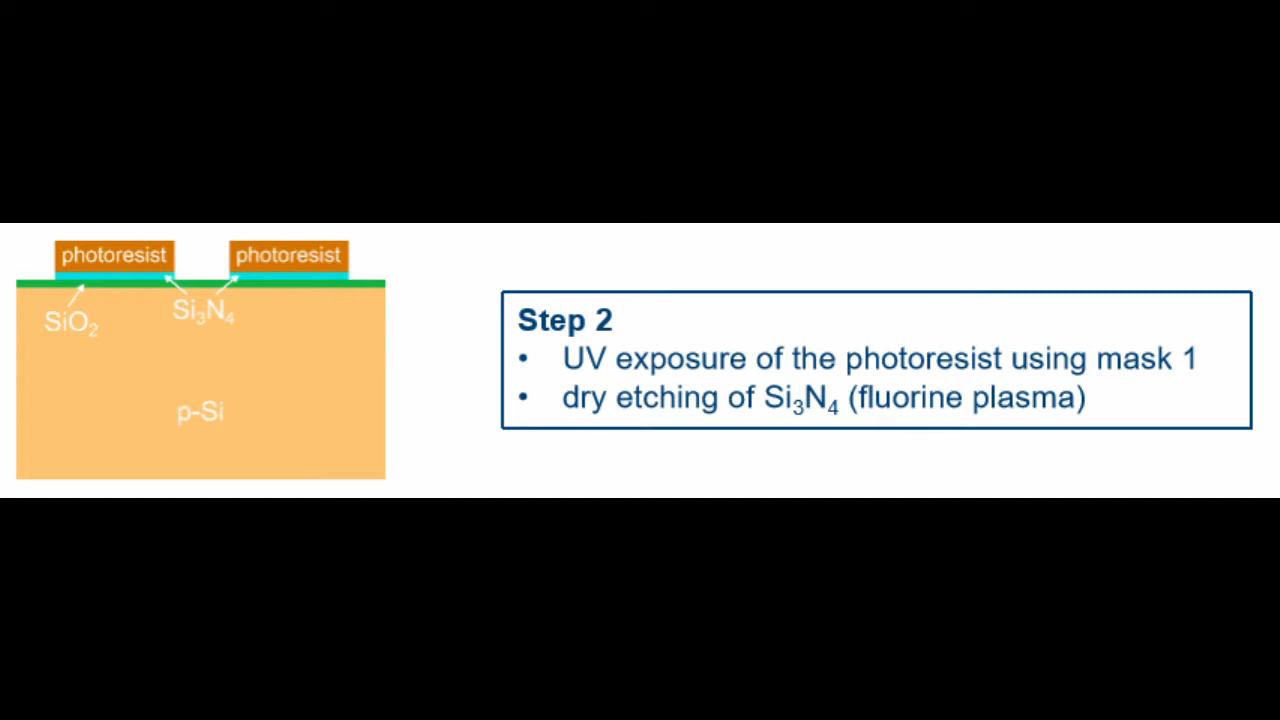 photoresist
photoresist
SiO₂
Si₃N₄
p-Si
Step 2
• UV exposure of the photoresist using mask 1
• dry etching of Si₃N₄ (fluorine plasma)